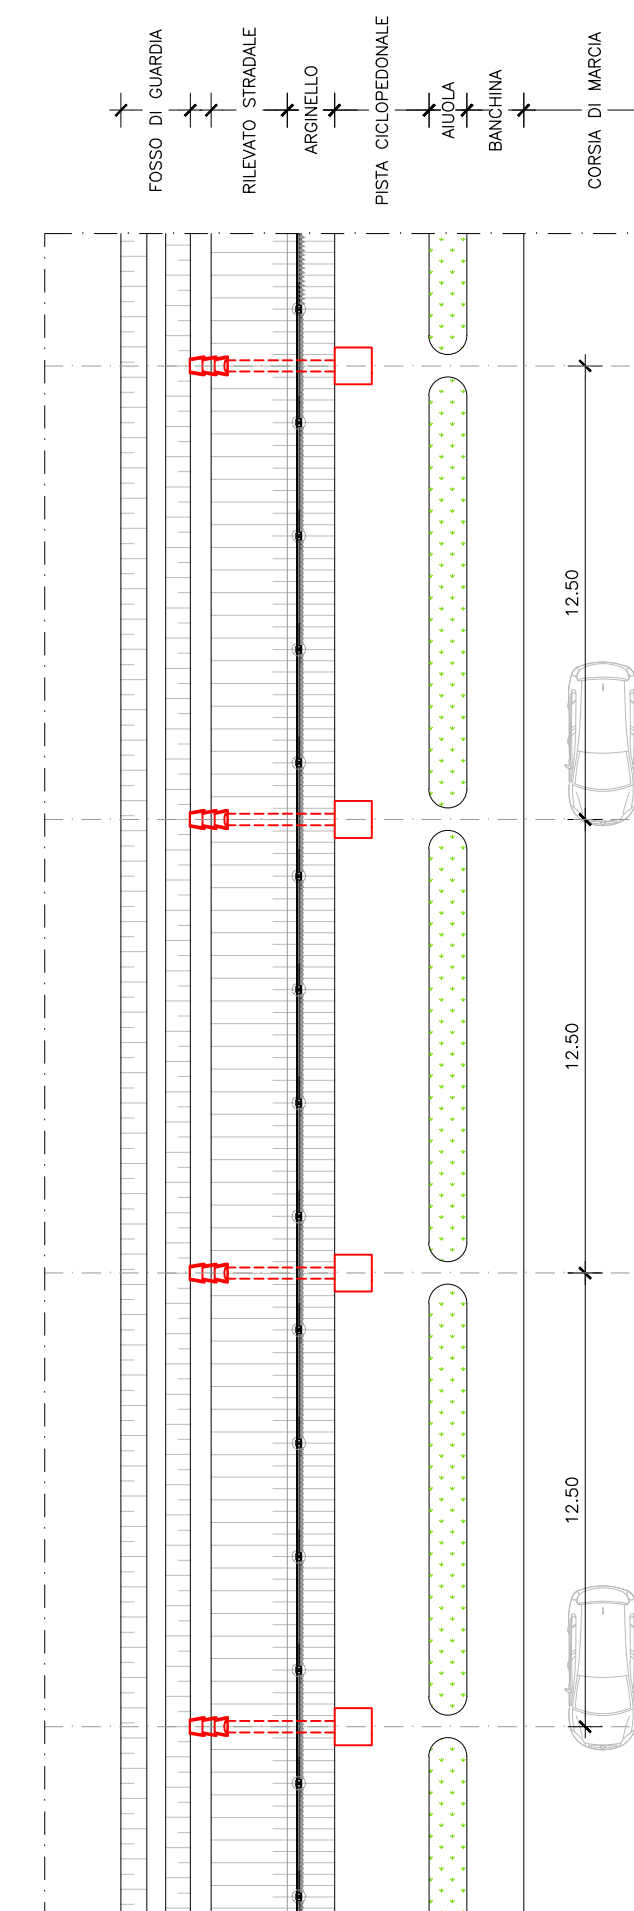 FOSSO DI GUARDIA
RILEVATO STRADALE
ARGINELLO
PISTA CICLOPEDONALE
AIUOLA
BANCHINA
CORSIA DI MARCIA
12.50
12.50
12.50